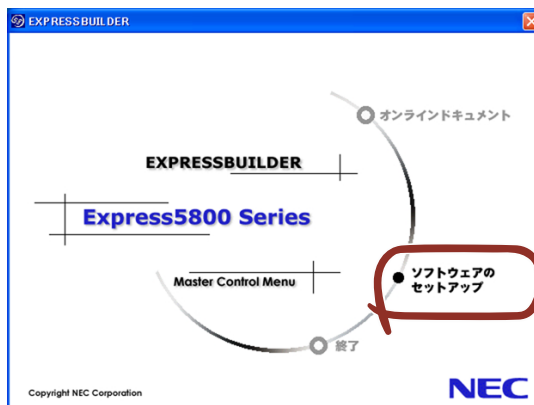 EXPRESSBUILDER
オンラインドキュメント
EXPRESSBUILDER
Express5800 Series
ソフトウェアの
セットアップ
Master Control Menu
終了
Copyright NEC Corporation
NEC